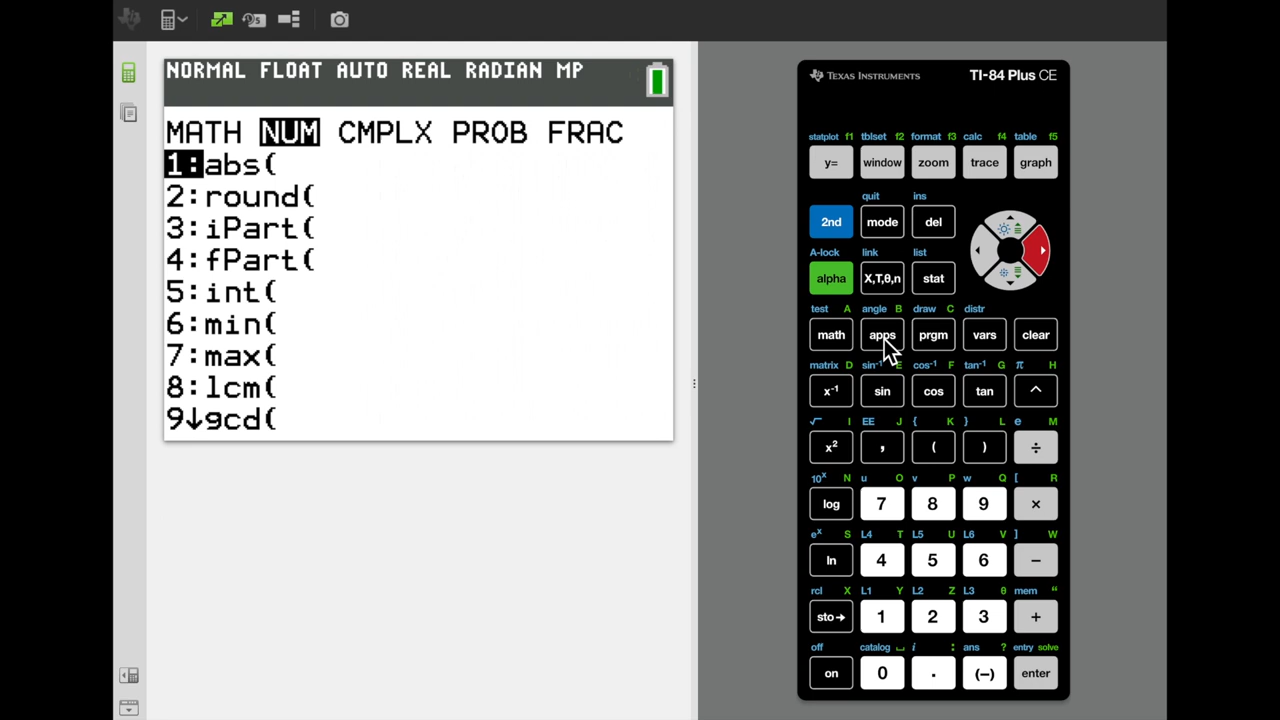 NORMAL FLOAT AUTO REAL RADIAN MP
MATH NUM CMPLX PROB FRAC
1:abs(
2:round(
3:iPart(
4:fPart(
5:int(
6:min(
7:max(
8:lcm(
9↓gcd(
TEXAS INSTRUMENTS TI-84 Plus CE
statplot f1 tblset f2 format f3 calc f4 table f5
y= window zoom trace graph
quit ins
2nd mode del
A-lock link list
alpha X,T,θ,n stat
test A angle B draw C distr
math apps prgm vars clear
matrix D sin⁻¹ E cos⁻¹ F tan⁻¹ G π H
x⁻¹ sin cos tan ^
√ I EE J { K } L e M
x² , ( ) ÷
10ˣ N u O v P w Q [ R
log 7 8 9 ×
eˣ S L4 T L5 U L6 V ] W
ln 4 5 6 −
rcl X L1 Y L2 Z L3 θ mem “
sto→ 1 2 3 +
off catalog ⎵ i : ans ? entry solve
on 0 . (−) enter